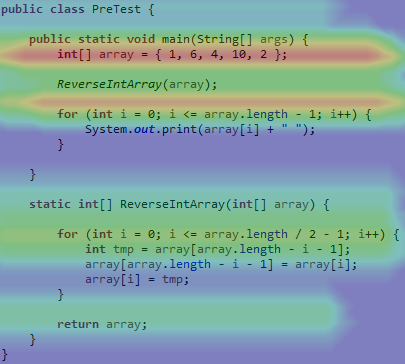 public class PreTest {
public static void main(String[] args) {
int[] array = { 1, 6, 4, 10, 2 };
ReverseIntArray(array);
for (int i = 0; i <= array.length - 1; i++) {
System.out.print(array[i] + " ");
}
}
static int[] ReverseIntArray(int[] array) {
for (int i = 0; i <= array.length / 2 - 1; i++) {
int tmp = array[array.length - i - 1];
array[array.length - i - 1] = array[i];
array[i] = tmp;
}
return array;
}
}